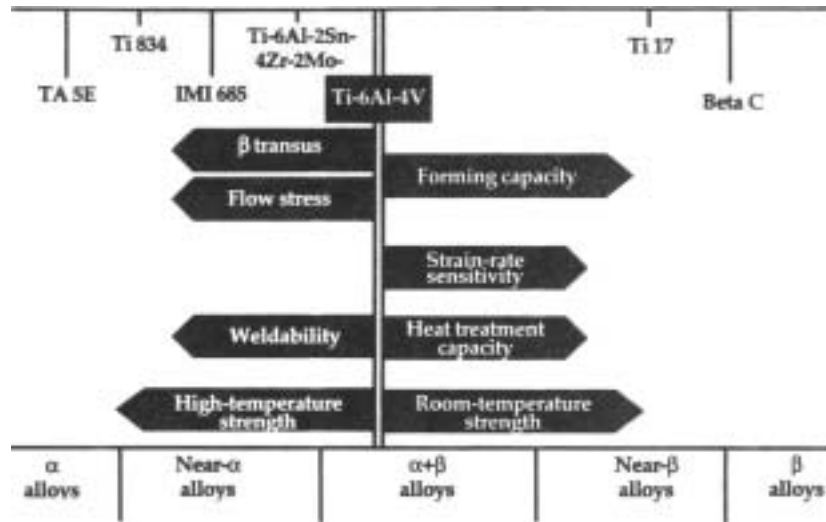 Ti-6Al-2Sn-
4Zr-2Mo-
Ti 834
Ti 17
TA 5E
IMI 685
Ti-6Al-4V
Beta C
β transus
Forming capacity
Flow stress
Strain-rate
sensitivity
Weldability
Heat treatment
capacity
High-temperature
strength
Room-temperature
strength
α
alloys
Near-α
alloys
α+β
alloys
Near-β
alloys
β
alloys